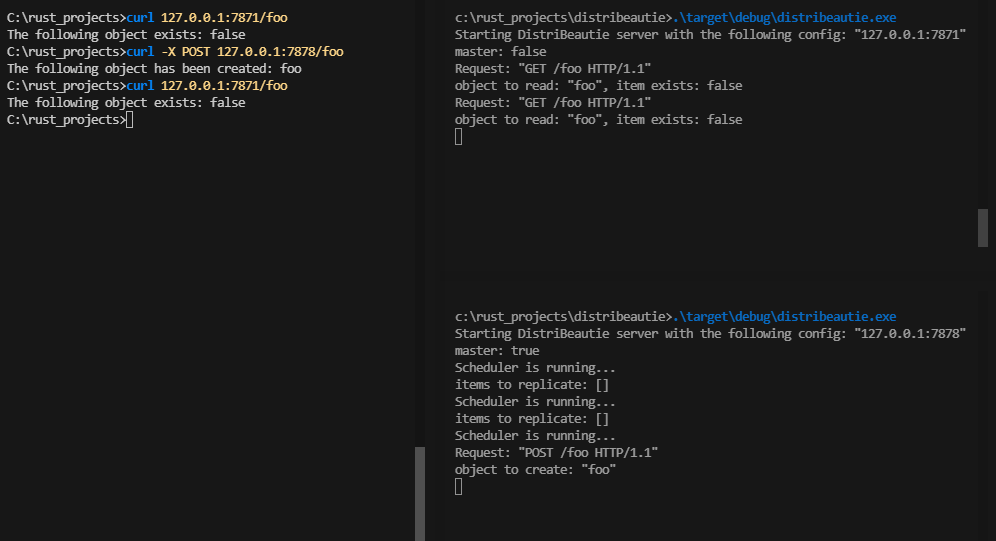 C:\rust_projects>curl 127.0.0.1:7871/foo
The following object exists: false
C:\rust_projects>curl -X POST 127.0.0.1:7878/foo
The following object has been created: foo
C:\rust_projects>curl 127.0.0.1:7871/foo
The following object exists: false
C:\rust_projects>
c:\rust_projects\distribeautie>.\target\debug\distribeautie.exe
Starting DistriBeautie server with the following config: "127.0.0.1:7871"
master: false
Request: "GET /foo HTTP/1.1"
object to read: "foo", item exists: false
Request: "GET /foo HTTP/1.1"
object to read: "foo", item exists: false
c:\rust_projects\distribeautie>.\target\debug\distribeautie.exe
Starting DistriBeautie server with the following config: "127.0.0.1:7878"
master: true
Scheduler is running...
items to replicate: []
Scheduler is running...
items to replicate: []
Scheduler is running...
Request: "POST /foo HTTP/1.1"
object to create: "foo"